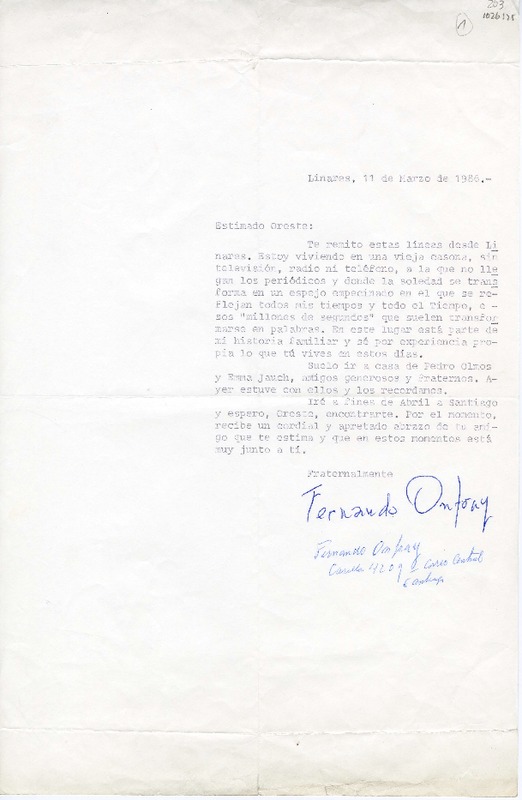 203
1026125
1
Linares, 11 de Marzo de 1986.-
Estimado Oreste:
Te remito estas líneas desde Li
nares. Estoy viviendo en una vieja casona, sin
televisión, radio ni teléfono, a la que no lle
gan los periódicos y donde la soledad se trans
forma en un espejo empecinado en el que se re-
flejan todos mis tiempos y todo el Tiempo, e -
sos "millones de segundos" que suelen transfor
marse en palabras. En este lugar está parte de
mi historia familiar y sé por experiencia pro-
pia lo que tú vives en estos días.
Suelo ir a casa de Pedro Olmos
y Emma Jauch, amigos generosos y fraternos. A-
yer estuve con ellos y los recordamos.
Iré a fines de Abril a Santiago
y espero, Oreste, encontrarte. Por el momento,
recibe un cordial y apretado abrazo de tu ami-
go que te estima y que en estos momentos está
muy junto a tí.
Fraternalmente
Fernando Onfray
Fernando Onfray
Casilla 4209 Correo Central
Santiago